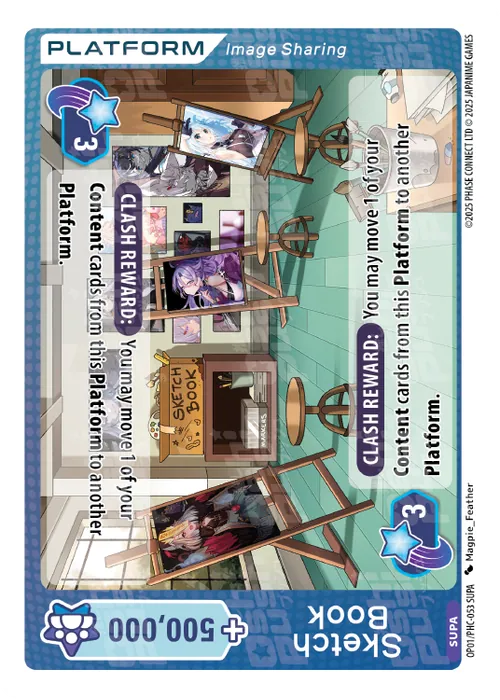 PLATFORM
Image Sharing
3
CLASH REWARD: You may move 1 of your
Content cards from this Platform to another
Platform.
CLASH REWARD: You may move 1 of your
Content cards from this Platform to another
Platform.
3
SKETCH
BOOK
MARKERS
+500,000
Sketch
Book
SUPA
OP01/PHC-053 SUPA Magpie_Feather
©2025 PHASE CONNECT LTD © 2025 JAPANIME GAMES